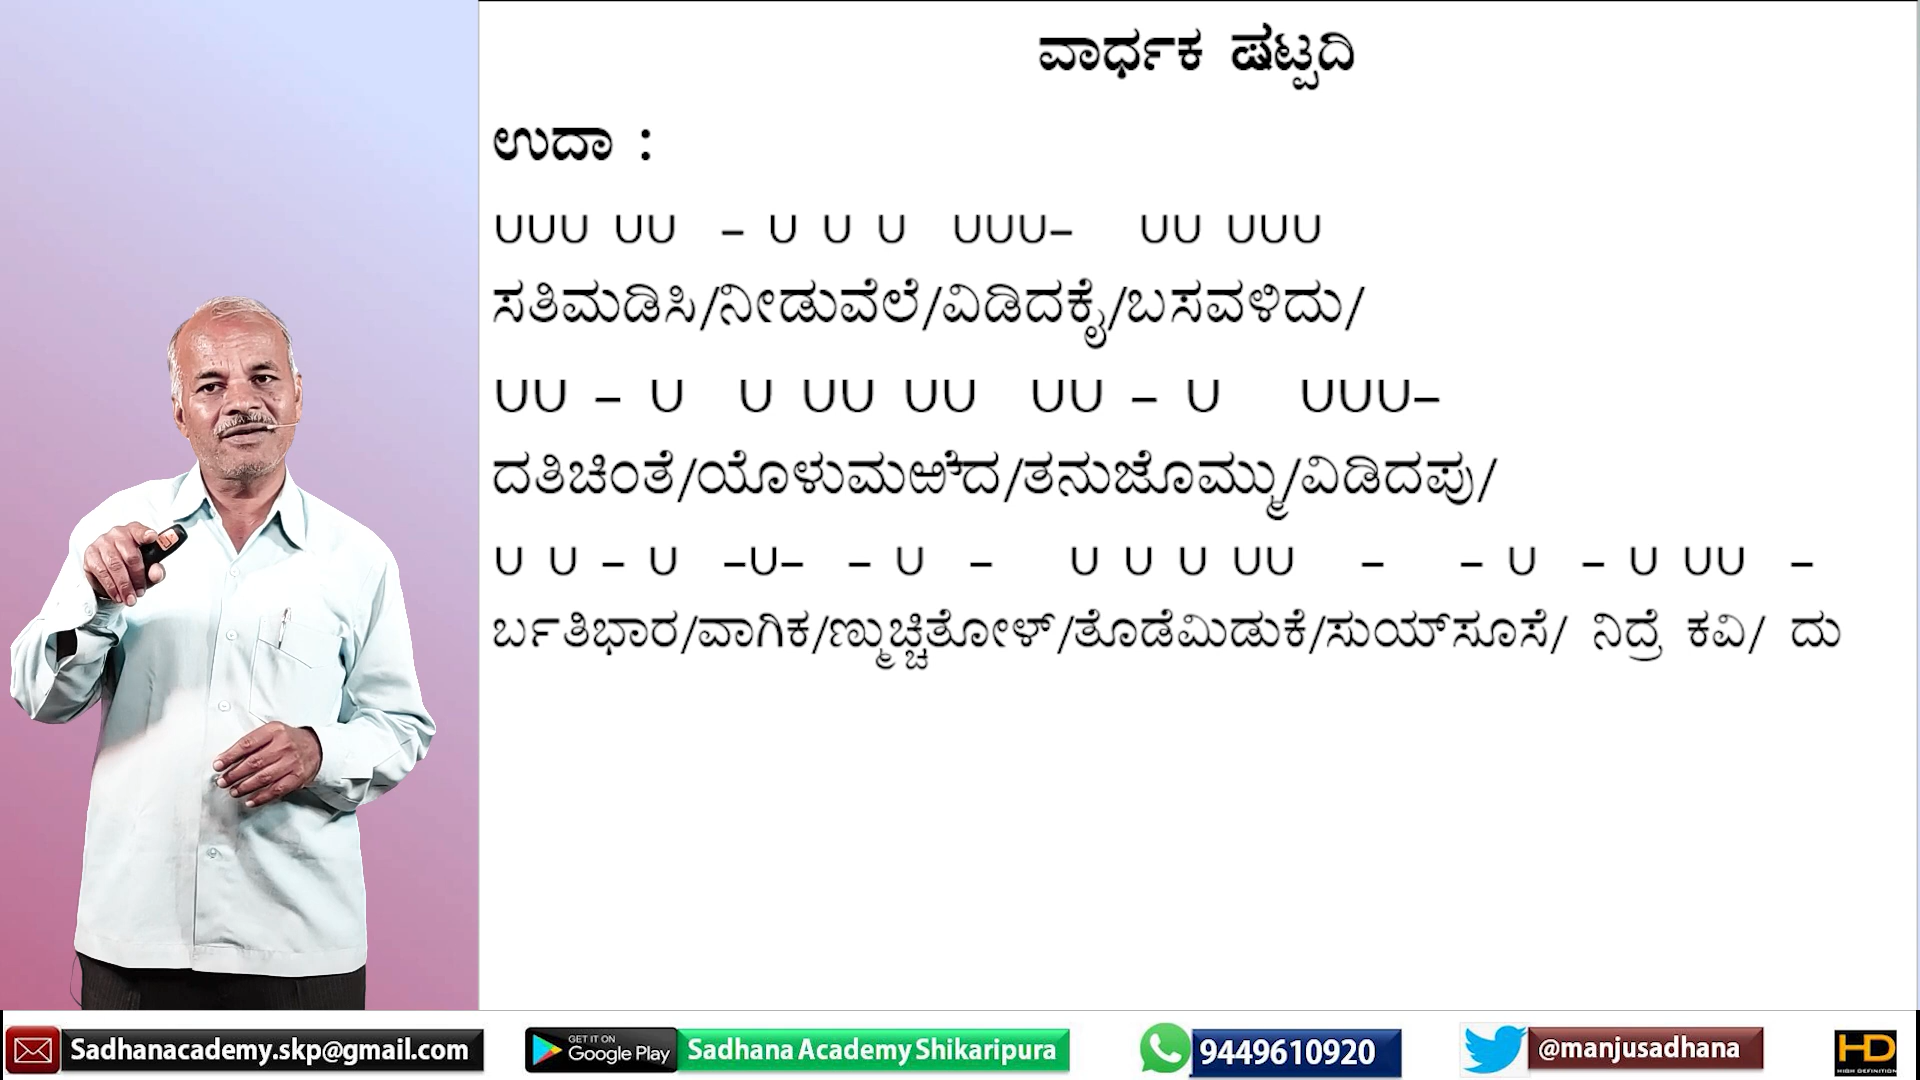 ವಾರ್ಧಕ ಷಟ್ಪದಿ
ಉದಾ :
UUU UU – U U U UUU– UU UUU
ಸತಿಮಡಿಸಿ/ನೀಡುವೆಲೆ/ವಿಡಿದಕೈ/ಬಸವಳಿದು/
UU – U U UU UU UU – U UUU–
ದತಿಚಿಂತೆ/ಯೊಳುಮಱೆದ/ತನುಜೊಮ್ಮು/ವಿಡಿದಪು/
U U – U –U– – U – U U U UU – – U – U UU –
ರ್ಬತಿಭಾರ/ವಾಗಿಕ/ಣ್ಮುಚ್ಚಿತೋಳ್/ತೊಡೆಮಿಡುಕೆ/ಸುಯ್‌ಸೂಸೆ/ ನಿದ್ರೆ ಕವಿ/ ದು
Sadhanacademy.skp@gmail.com
GET IT ON
Google Play
Sadhana Academy Shikaripura
9449610920
@manjusadhana
HD
HIGH DEFINITION